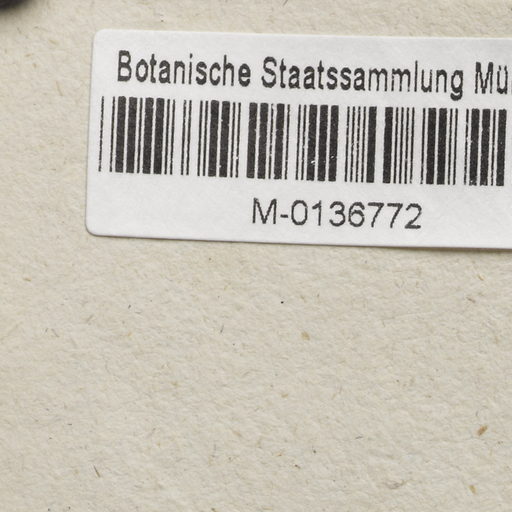 Botanische Staatssammlung Mü
M-0136772